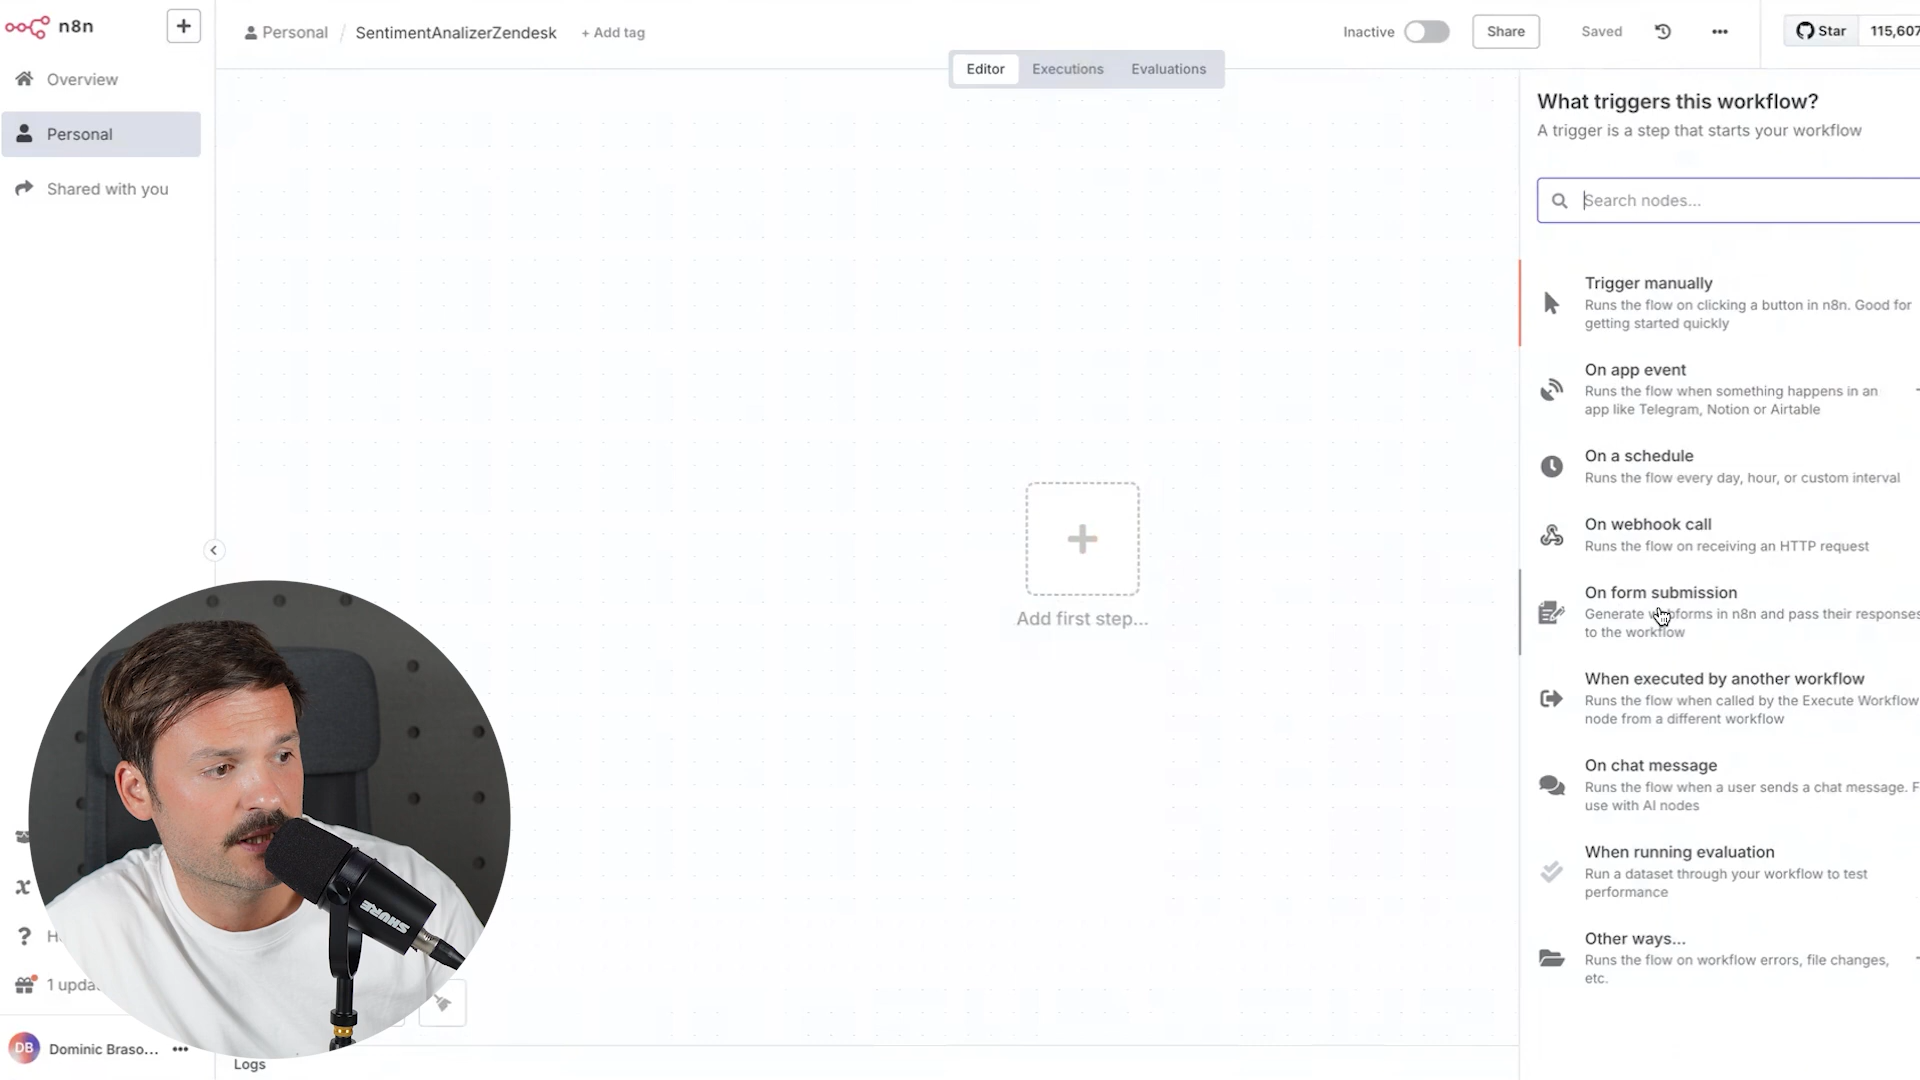 n8n
Personal / SentimentAnalizerZendesk + Add tag
Inactive
Share
Saved
Star
115,607
Editor
Executions
Evaluations
Overview
Personal
Shared with you
What triggers this workflow?
A trigger is a step that starts your workflow
Search nodes...
Trigger manually
Runs the flow on clicking a button in n8n. Good for
getting started quickly
On app event
Runs the flow when something happens in an
app like Telegram, Notion or Airtable
On a schedule
Runs the flow every day, hour, or custom interval
On webhook call
Runs the flow on receiving an HTTP request
On form submission
Generate webforms in n8n and pass their responses
to the workflow
When executed by another workflow
Runs the flow when called by the Execute Workflow
node from a different workflow
On chat message
Runs the flow when a user sends a chat message. F
use with AI nodes
When running evaluation
Run a dataset through your workflow to test
performance
Other ways...
Runs the flow on workflow errors, file changes,
etc.
Add first step...
SHURE
1 upda
DB
Dominic Braso...
Logs